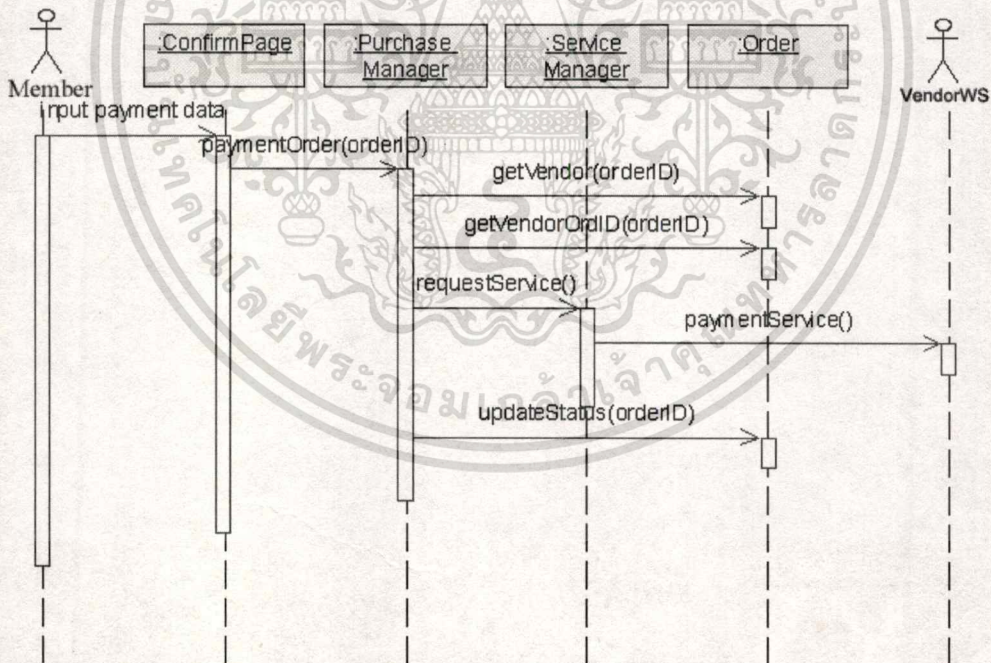 :ConfirmPage
:Purchase
Manager
:Service
Manager
:Order
Member
VendorWS
input payment data
paymentOrder(orderID)
getVendor(orderID)
getVendorOrdID(orderID)
requestService()
paymentService()
updateStatus(orderID)